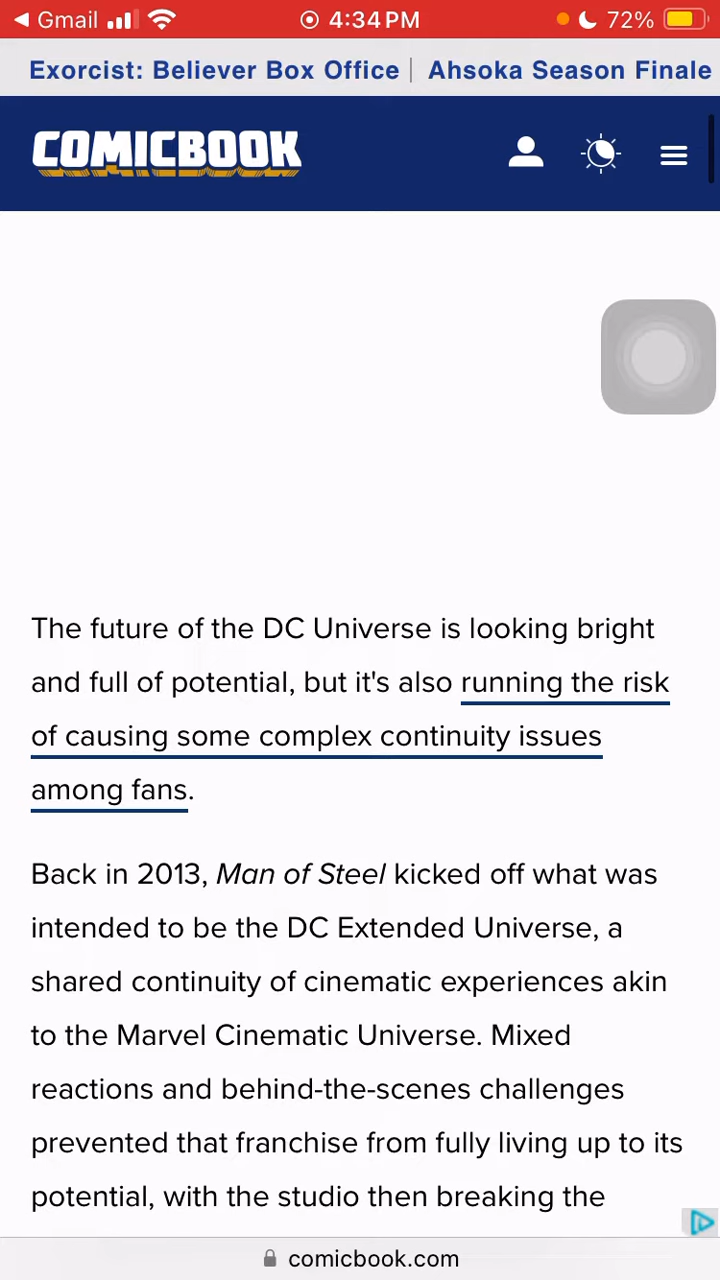 Gmail 4:34 PM 72%
Exorcist: Believer Box Office | Ahsoka Season Finale
COMICBOOK
The future of the DC Universe is looking bright
and full of potential, but it's also running the risk
of causing some complex continuity issues
among fans.
Back in 2013, Man of Steel kicked off what was
intended to be the DC Extended Universe, a
shared continuity of cinematic experiences akin
to the Marvel Cinematic Universe. Mixed
reactions and behind-the-scenes challenges
prevented that franchise from fully living up to its
potential, with the studio then breaking the
comicbook.com